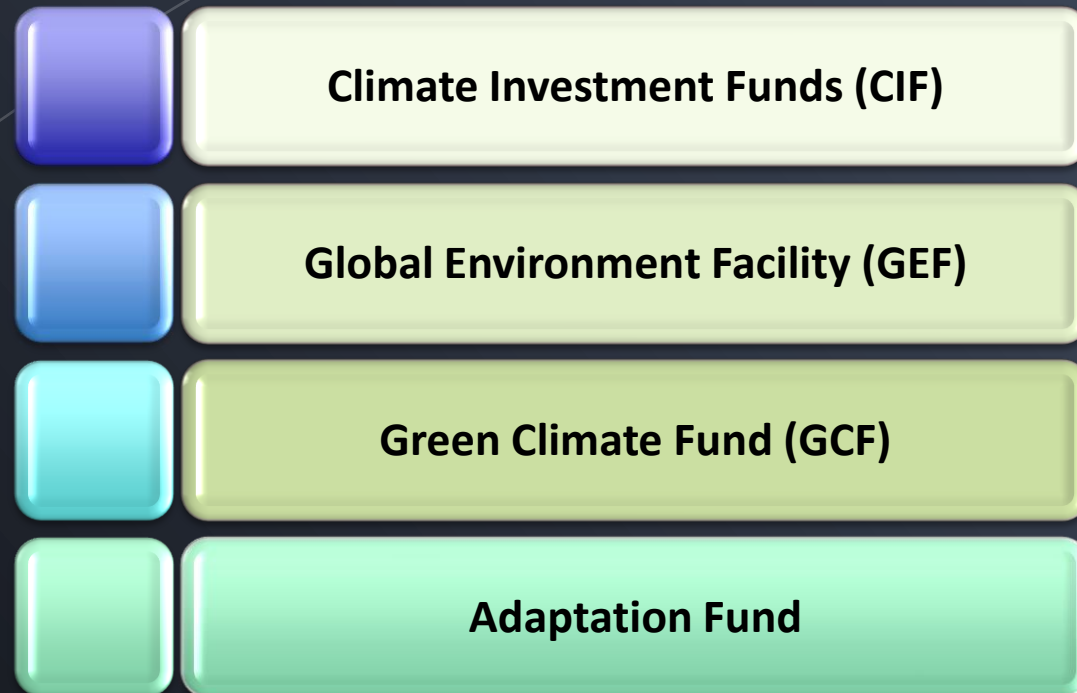 Climate Investment Funds (CIF)
Global Environment Facility (GEF)
Green Climate Fund (GCF)
Adaptation Fund